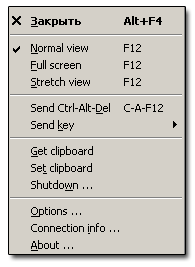 Закрыть Alt+F4
Normal view F12
Full screen F12
Stretch view F12
Send Ctrl-Alt-Del C-A-F12
Send key
Get clipboard
Set clipboard
Shutdown ...
Options ...
Connection info ...
About ...